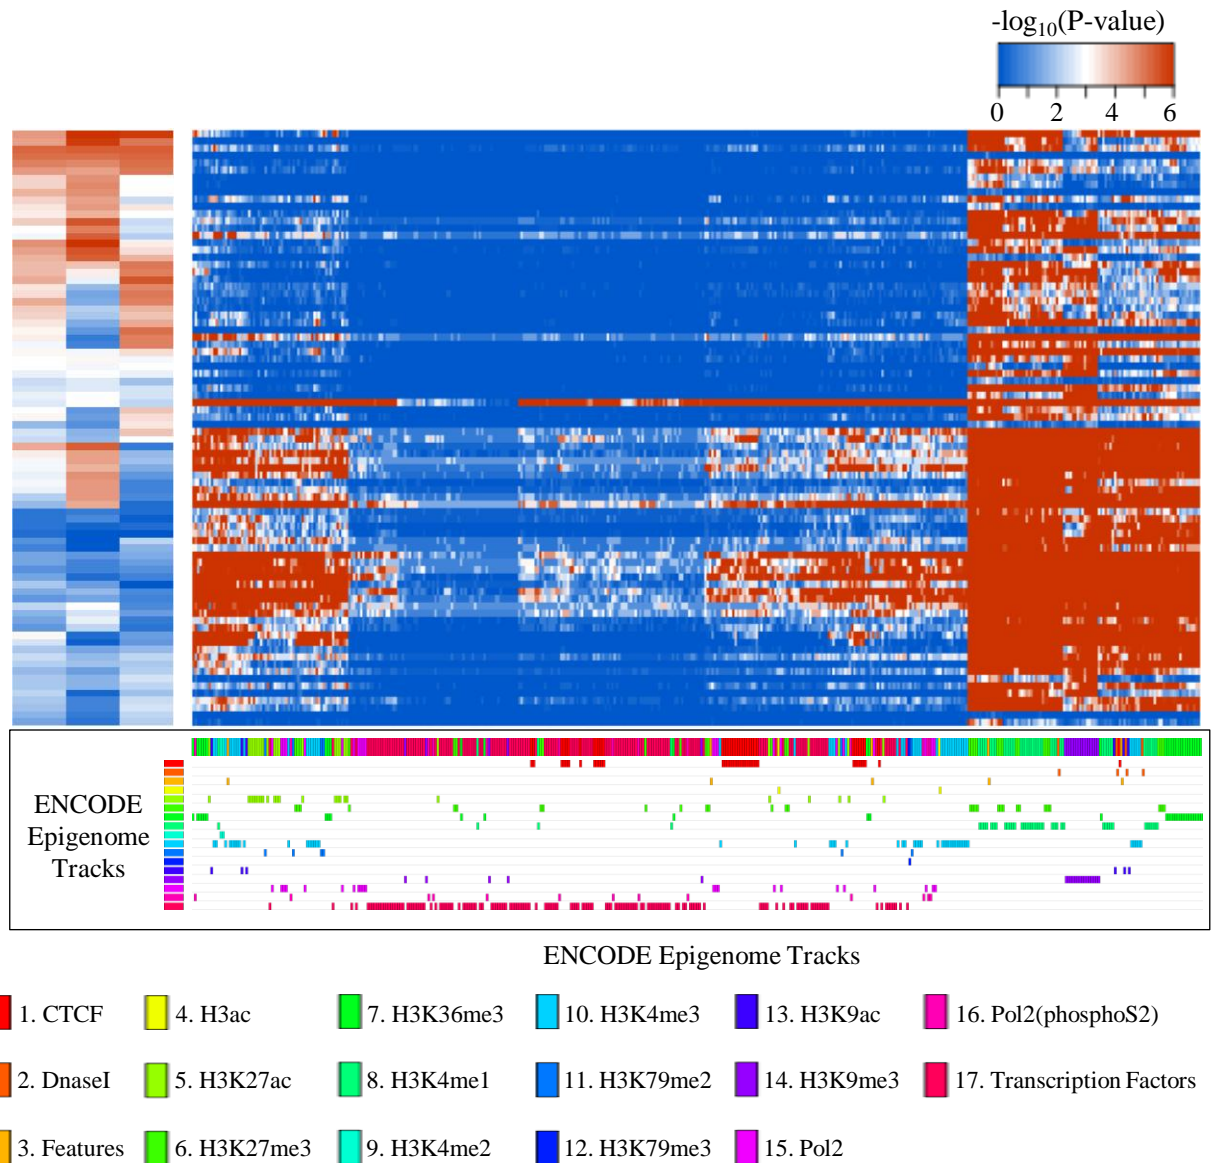 -log10(P-value)
0 2 4 6
ENCODE
Epigenome
Tracks
ENCODE Epigenome Tracks
1. CTCF 4. H3ac 7. H3K36me3 10. H3K4me3 13. H3K9ac 16. Pol2(phosphoS2)
2. DnaseI 5. H3K27ac 8. H3K4me1 11. H3K79me2 14. H3K9me3 17. Transcription Factors
3. Features 6. H3K27me3 9. H3K4me2 12. H3K79me3 15. Pol2